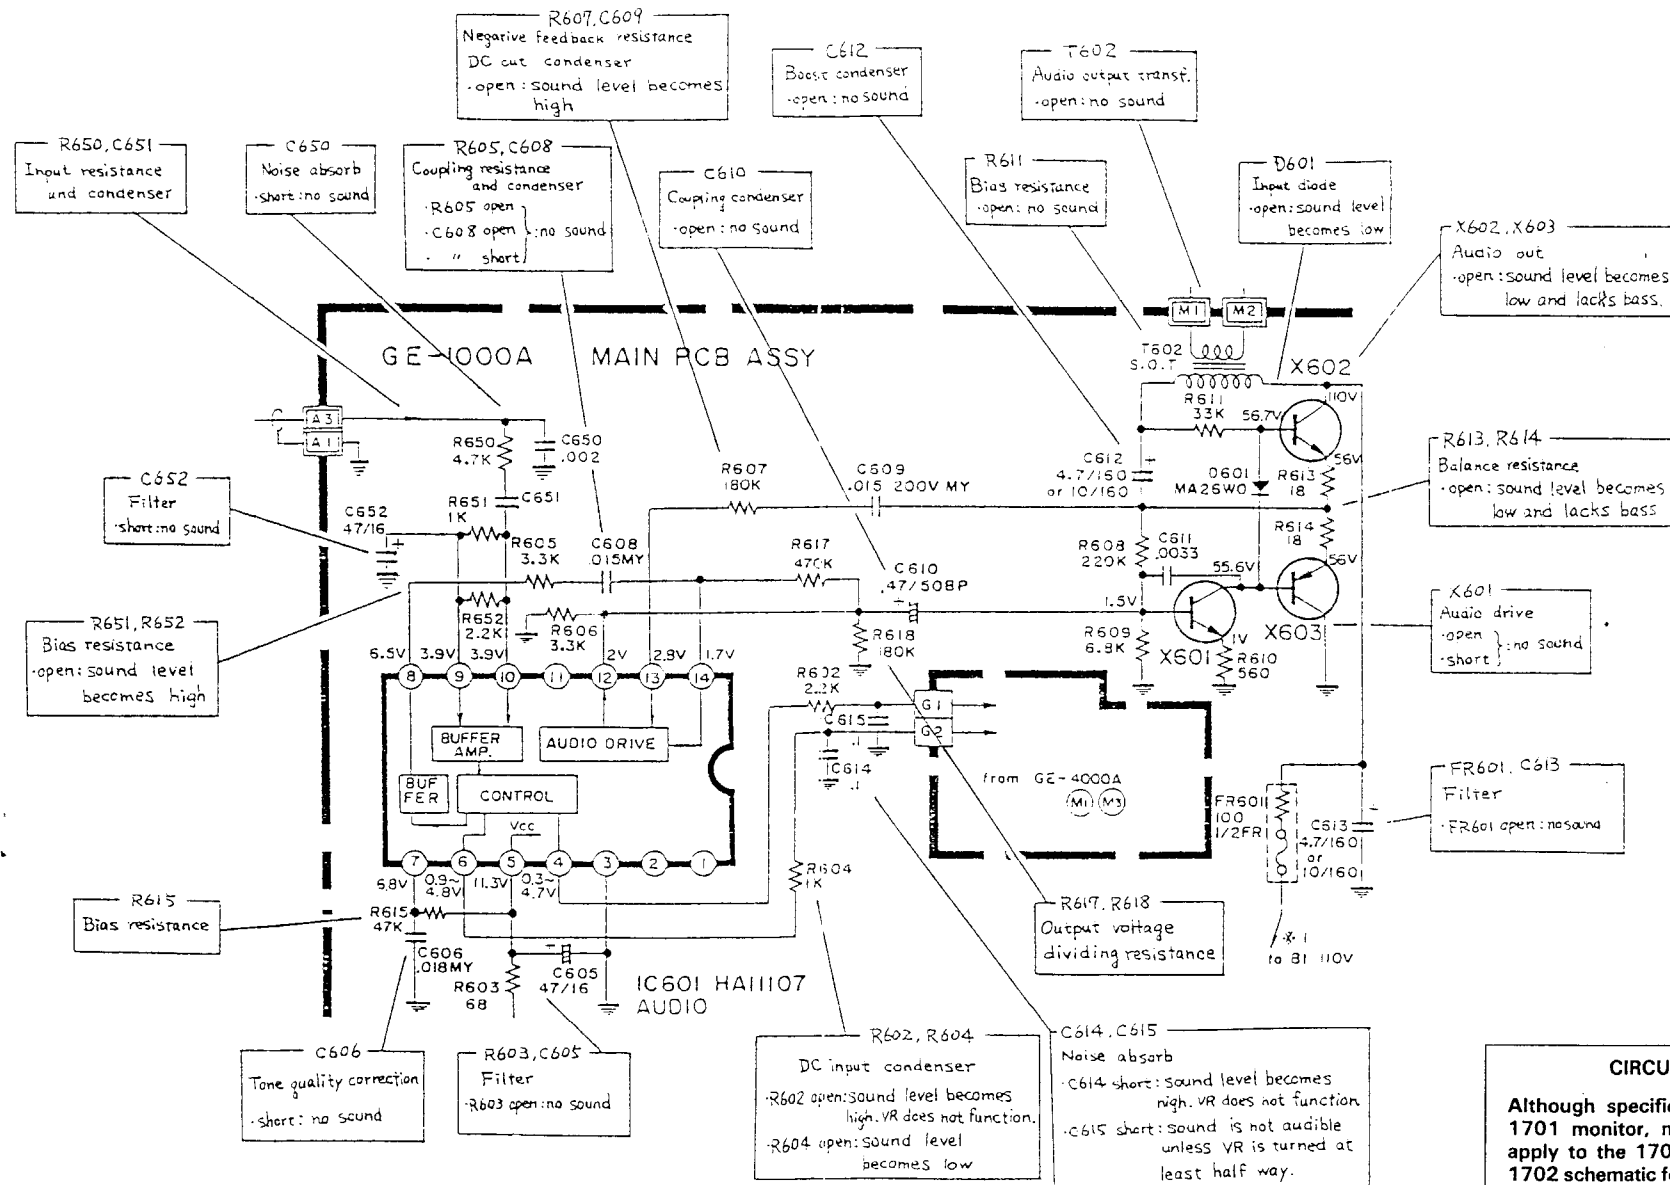 R607, C609
Negative feedback resistance
DC cut condenser
·open: sound level becomes
high
C612
Boost condenser
·open: no sound
T602
Audio output transf.
·open: no sound
R650, C651
Input resistance
und condenser
C650
Noise absorb
·short: no sound
R605, C608
Coupling resistance
and condenser
·R605 open
·C608 open } : no sound
· " short
C610
Coupling condenser
·open: no sound
R611
Bias resistance
·open: no sound
D601
Input diode
·open: sound level
becomes low
X602, X603
Audio out
·open: sound level becomes
low and lacks bass.
GE-1000A MAIN PCB ASSY
M1 M2
T602
S.O.T
X602
110V
R611
33K
56.7V
A3
A1
R650
4.7K
C650
.002
C652
Filter
·short: no sound
C652
47/16
R651
1K
C651
R605
3.3K
C608
.015MY
R607
180K
C609
.015 200V MY
C612
4.7/160
or 10/160
D601
MA26WO
R613
18
56V
R614
18
56V
R613, R614
Balance resistance
·open: sound level becomes
low and lacks bass
R617
470K
C610
.47/50BP
R608
220K
C611
.0033
55.6V
1.5V
R651, R652
Bias resistance
·open: sound level
becomes high
R652
2.2K
R606
3.3K
R618
180K
R609
6.8K
X601
1V
R610
560
X603
X601
Audio drive
·open
·short } : no sound
6.5V 3.9V 3.9V 2V 2.8V 1.7V
8 9 10 11 12 13 14
R602
2.2K
C615
.1
C614
.1
G1
G2
BUFFER
AMP.
AUDIO DRIVE
BUF
FER
CONTROL
Vcc
from GE-4000A
M1 M3
FR601
100
1/2FR
C613
4.7/160
or
10/160
FR601, C613
Filter
·FR601 open: no sound
7 6 5 4 3 2 1
5.8V 0.9~
4.8V 11.3V 0.3~
4.7V
R604
1K
R615
Bias resistance
R615
47K
C606
.018MY
R603
68
C605
47/16
IC601 HA11107
AUDIO
R617, R618
Output voltage
dividing resistance
※1
to B1 110V
C606
Tone quality correction
·short: no sound
R603, C605
Filter
·R603 open: no sound
R602, R604
DC input condenser
·R602 open: sound level becomes
high. VR does not function.
·R604 open: sound level
becomes low
C614, C615
Noise absorb
·C614 short: sound level becomes
high. VR does not function
·C615 short: sound is not audible
unless VR is turned at
least half way.
CIRCU
Although specific
1701 monitor, m
apply to the 170
1702 schematic fo